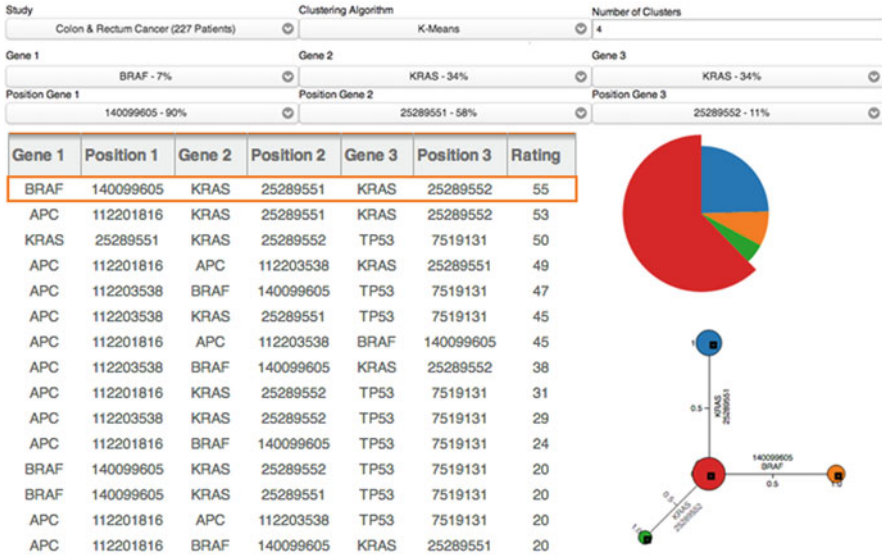 Study Clustering Algorithm Number of Clusters
Colon & Rectum Cancer (227 Patients) K-Means 4
Gene 1 Gene 2 Gene 3
BRAF - 7% KRAS - 34% KRAS - 34%
Position Gene 1 Position Gene 2 Position Gene 3
140099605 - 90% 25289551 - 58% 25289552 - 11%
Gene 1 Position 1 Gene 2 Position 2 Gene 3 Position 3 Rating
BRAF 140099605 KRAS 25289551 KRAS 25289552 55
APC 112201816 KRAS 25289551 KRAS 25289552 53
KRAS 25289551 KRAS 25289552 TP53 7519131 50
APC 112201816 APC 112203538 KRAS 25289551 49
APC 112203538 BRAF 140099605 TP53 7519131 47
APC 112203538 KRAS 25289551 TP53 7519131 45
APC 112201816 APC 112203538 BRAF 140099605 45
APC 112203538 BRAF 140099605 KRAS 25289552 38
APC 112201816 KRAS 25289552 TP53 7519131 31
APC 112203538 KRAS 25289552 TP53 7519131 29
APC 112201816 BRAF 140099605 TP53 7519131 24
BRAF 140099605 KRAS 25289552 TP53 7519131 20
BRAF 140099605 KRAS 25289551 TP53 7519131 20
APC 112201816 APC 112203538 TP53 7519131 20
APC 112201816 BRAF 140099605 KRAS 25289551 20
0.5
KRAS
25289551
140099605
BRAF
0.5
1.0
0.5
KRAS
25289552
1.0